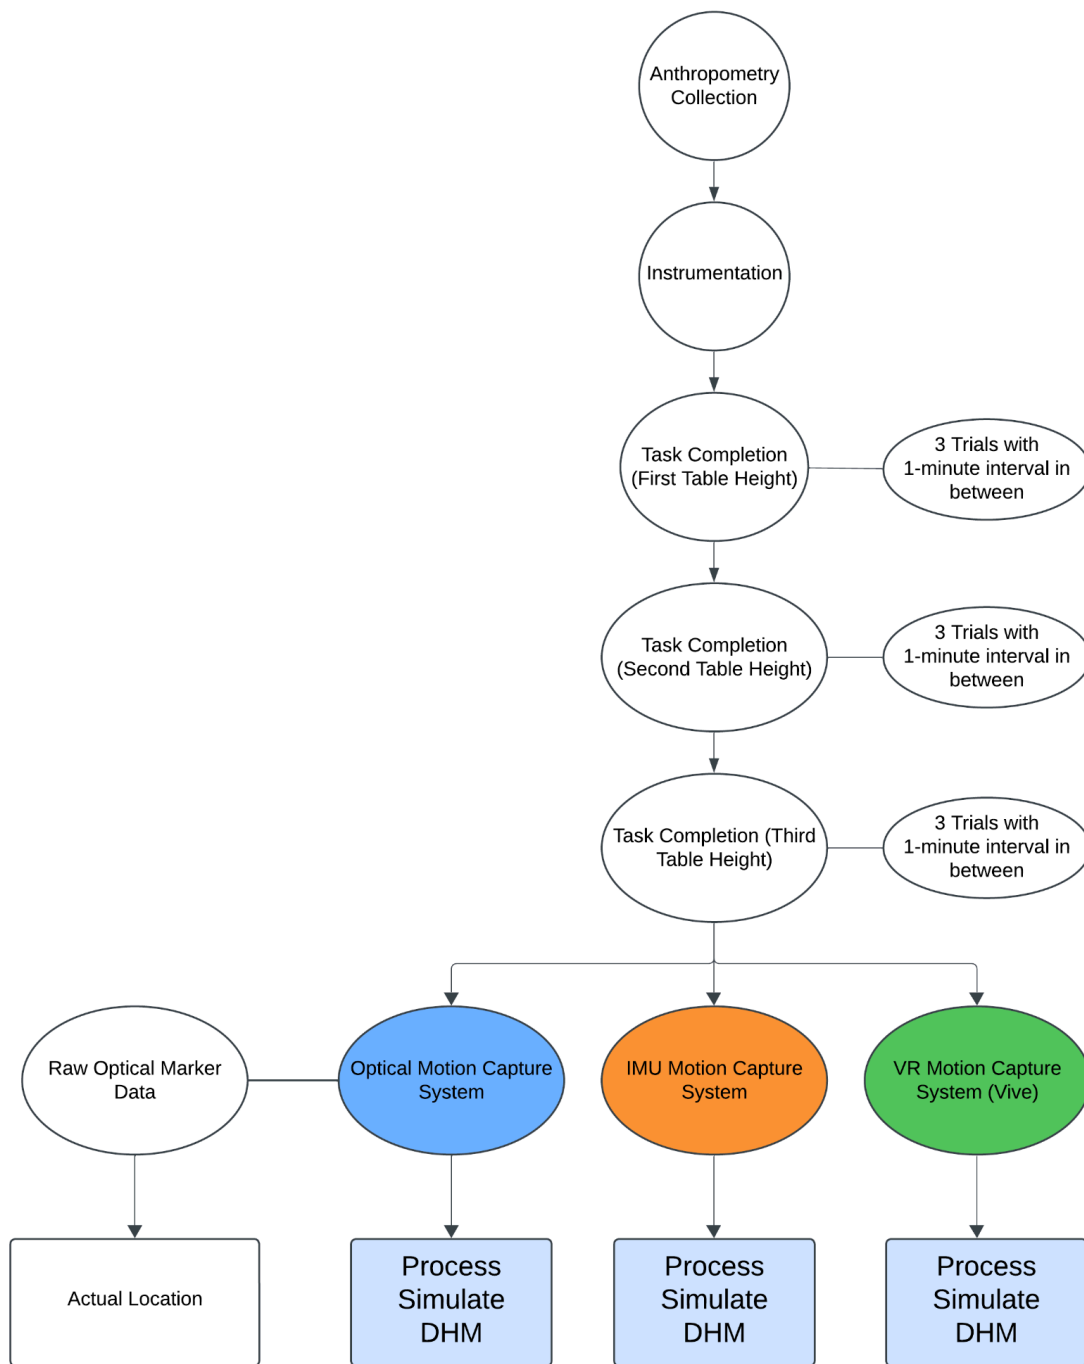 Anthropometry
Collection
Instrumentation
Task Completion
(First Table Height)
3 Trials with
1-minute interval in
between
Task Completion
(Second Table Height)
3 Trials with
1-minute interval in
between
Task Completion (Third
Table Height)
3 Trials with
1-minute interval in
between
Raw Optical Marker
Data
Optical Motion Capture
System
IMU Motion Capture
System
VR Motion Capture
System (Vive)
Actual Location
Process
Simulate
DHM
Process
Simulate
DHM
Process
Simulate
DHM